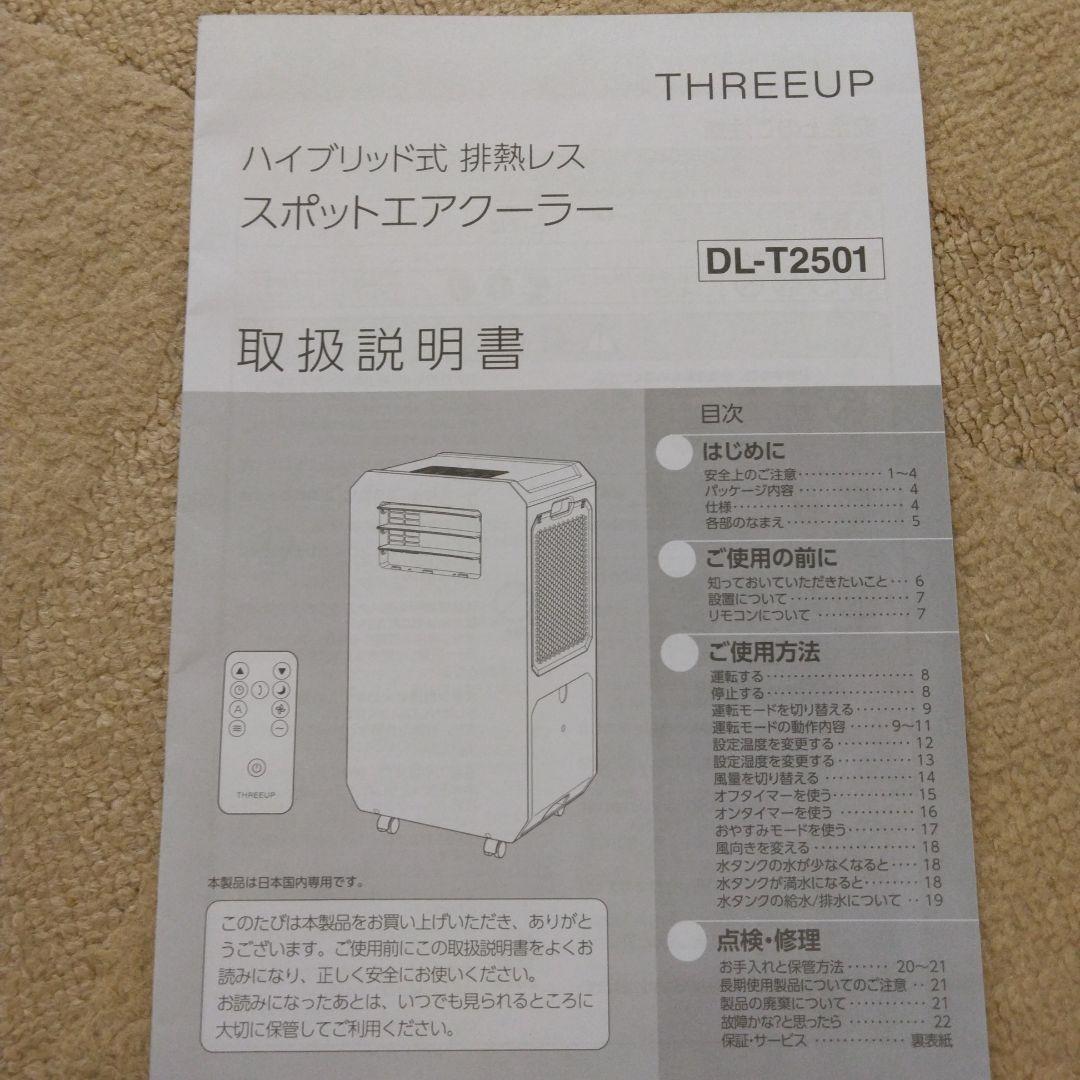 THREEUP
ハイブリッド式 排熱レス
スポットエアクーラー
DL-T2501
取扱説明書
目次
はじめに
安全上のご注意・・・・・・・・・・・・・ 1〜4
パッケージ内容 ・・・・・・・・・・・・・・・・ 4
仕様・・・・・・・・・・・・・・・・・・・・・・・・・・ 4
各部のなまえ・・・・・・・・・・・・・・・・・・ 5
ご使用の前に
知っておいていただきたいこと・・・ 6
設置について・・・・・・・・・・・・・・・・・・ 7
リモコンについて ・・・・・・・・・・・・・・ 7
ご使用方法
運転する・・・・・・・・・・・・・・・・・・・・・・ 8
停止する・・・・・・・・・・・・・・・・・・・・・・ 8
運転モードを切り替える・・・・・・・・・ 9
運転モードの動作内容 ・・・・・・9〜11
設定温度を変更する・・・・・・・・・・・ 12
設定湿度を変更する・・・・・・・・・・・ 13
風量を切り替える ・・・・・・・・・・・・・ 14
オフタイマーを使う・・・・・・・・・・・・ 15
オンタイマーを使う ・・・・・・・・・・・ 16
おやすみモードを使う・・・・・・・・・・ 17
風向きを変える ・・・・・・・・・・・・・・・ 18
水タンクの水が少なくなると・・・・ 18
水タンクが満水になると・・・・・・・・ 18
水タンクの給水/排水について ・・ 19
点検・修理
お手入れと保管方法 ・・・・・・ 20〜21
長期使用製品についてのご注意 ・・ 21
製品の廃棄について・・・・・・・・・・・ 21
故障かな?と思ったら ・・・・・・・・・・・ 22
保証・サービス ・・・・・・・・・・・・・ 裏表紙
A
THREEUP
本製品は日本国内専用です。
このたびは本製品をお買い上げいただき、ありがと
うございます。ご使用前にこの取扱説明書をよくお
読みになり、正しく安全にお使いください。
お読みになったあとは、いつでも見られるところに
大切に保管してご利用ください。